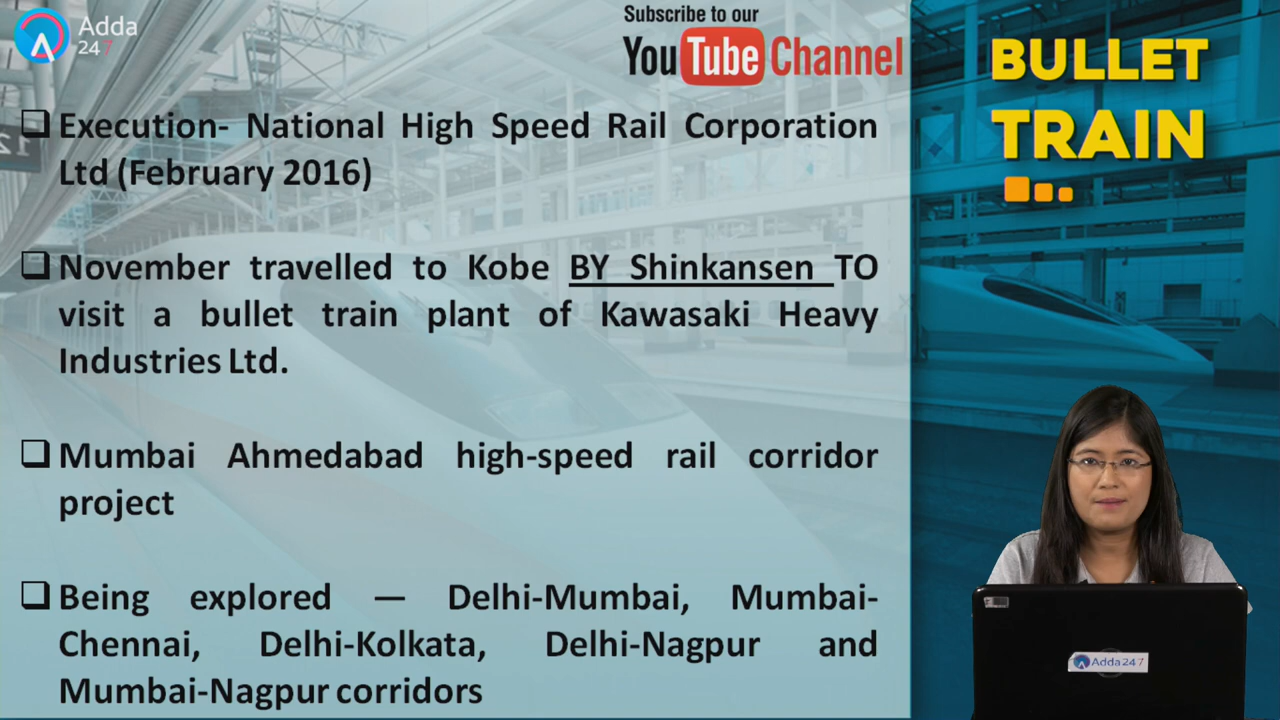 Adda
247
Subscribe to our
YouTube Channel
BULLET
TRAIN
Execution- National High Speed Rail Corporation
Ltd (February 2016)
November travelled to Kobe BY Shinkansen TO
visit a bullet train plant of Kawasaki Heavy
Industries Ltd.
Mumbai Ahmedabad high-speed rail corridor
project
Being explored — Delhi-Mumbai, Mumbai-
Chennai, Delhi-Kolkata, Delhi-Nagpur and
Mumbai-Nagpur corridors
Adda247